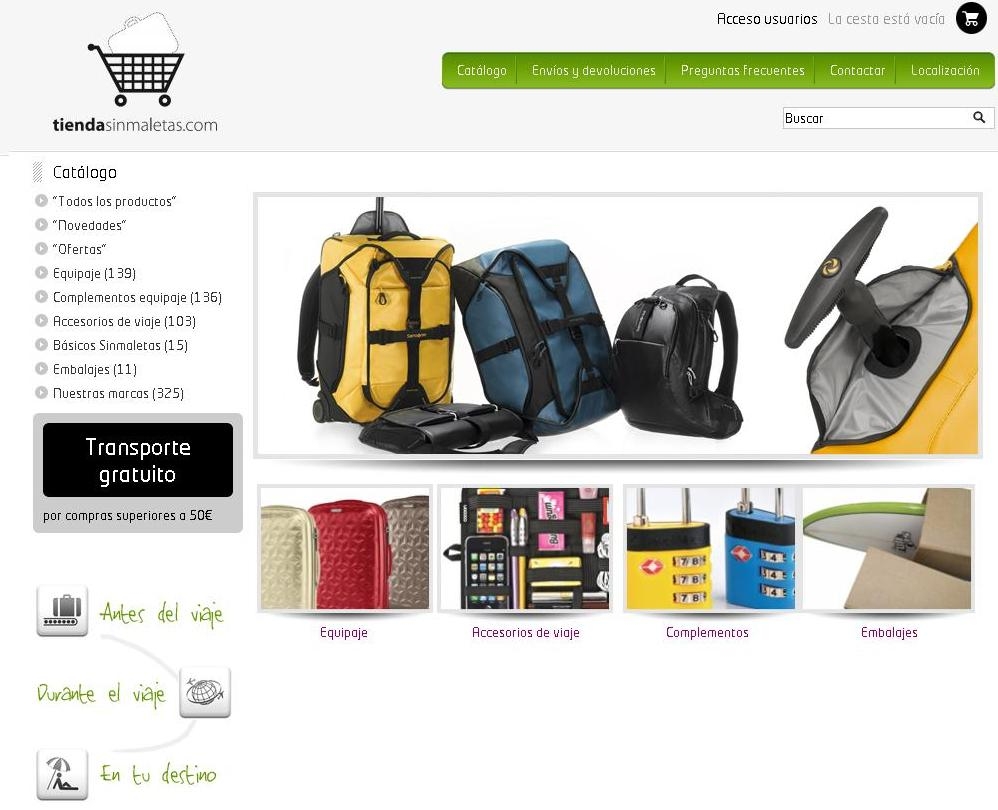 Acceso usuarios La cesta está vacía
tiendasinmaletas.com
Catálogo Envíos y devoluciones Preguntas frecuentes Contactar Localización
Buscar
Catálogo
"Todos los productos"
"Novedades"
"Ofertas"
Equipaje (139)
Complementos equipaje (136)
Accesorios de viaje (103)
Básicos Sinmaletas (15)
Embalajes (11)
Nuestras marcas (325)
Transporte
gratuito
por compras superiores a 50€
Antes del viaje
Durante el viaje
En tu destino
Equipaje Accesorios de viaje Complementos Embalajes